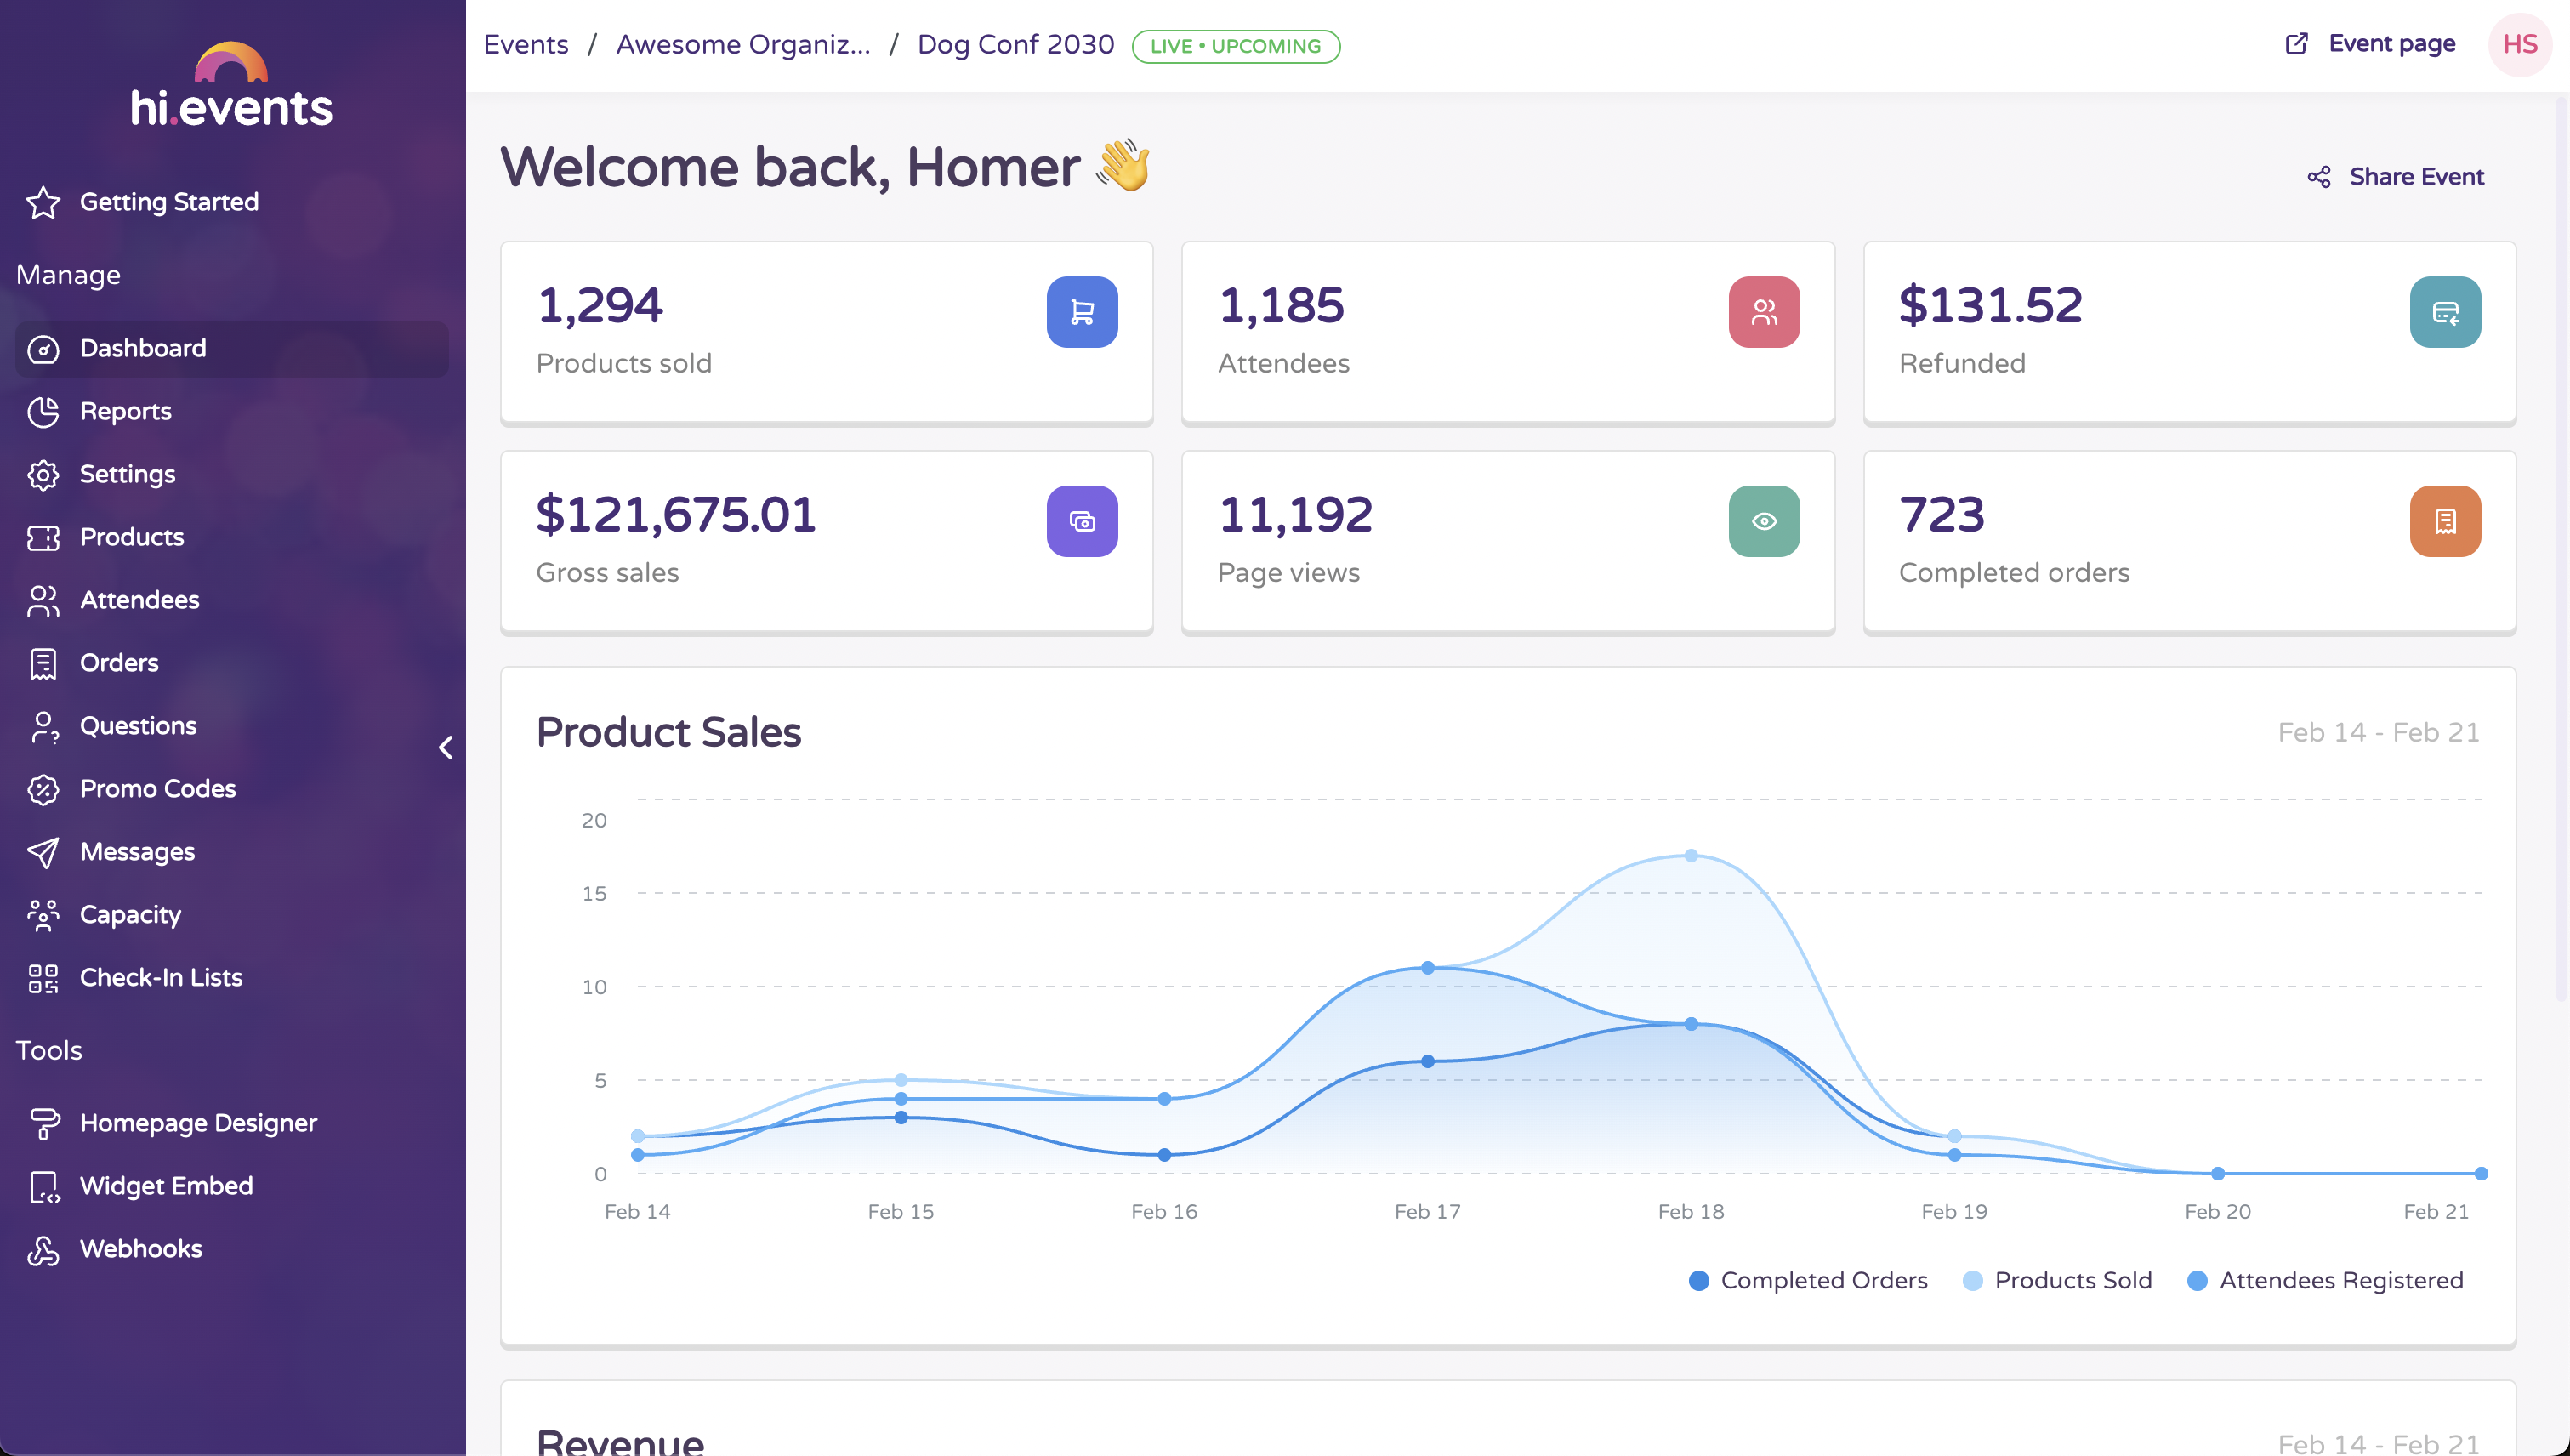 hi.events
Getting Started
Manage
Dashboard
Reports
Settings
Products
Attendees
Orders
Questions
Promo Codes
Messages
Capacity
Check-In Lists
Tools
Homepage Designer
Widget Embed
Webhooks
Events / Awesome Organiz... / Dog Conf 2030 LIVE • UPCOMING
Event page HS
Welcome back, Homer 👋
Share Event
1,294
Products sold
1,185
Attendees
$131.52
Refunded
$121,675.01
Gross sales
11,192
Page views
723
Completed orders
Product Sales Feb 14 - Feb 21
20
15
10
5
0
Feb 14 Feb 15 Feb 16 Feb 17 Feb 18 Feb 19 Feb 20 Feb 21
Completed Orders Products Sold Attendees Registered
Revenue Feb 14 - Feb 21